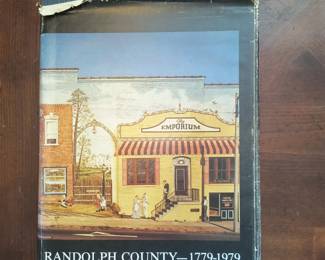 The
EMPORIUM
RANDOLPH COUNTY—1779-1979